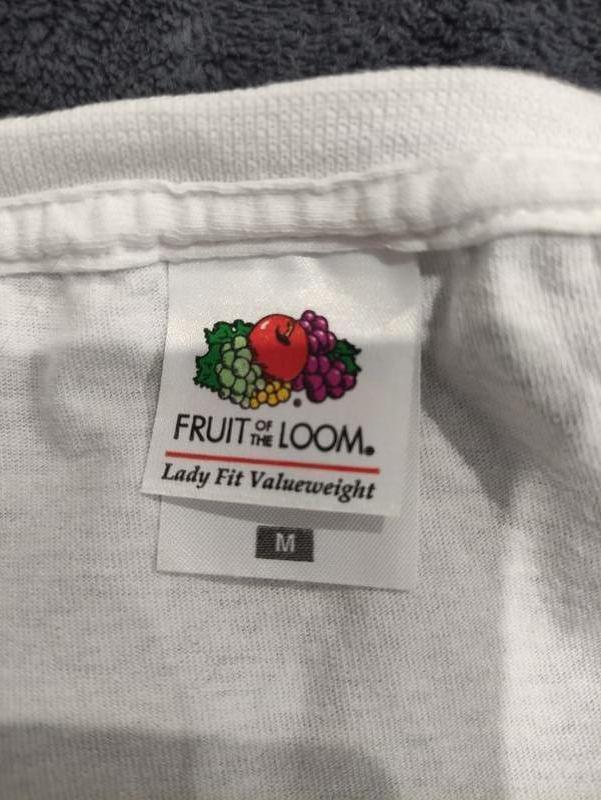 FRUIT OF THE LOOM®
Lady Fit Valueweight
M